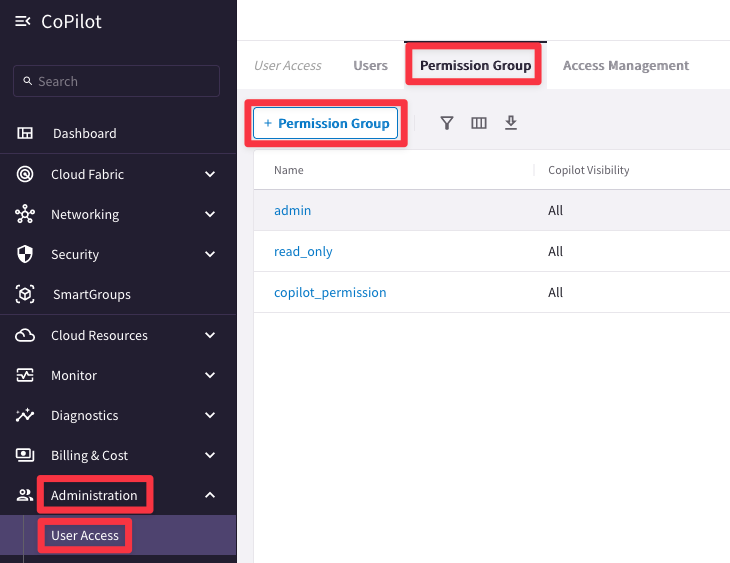 CoPilot
Search
Dashboard
Cloud Fabric
Networking
Security
SmartGroups
Cloud Resources
Monitor
Diagnostics
Billing & Cost
Administration
User Access
User Access Users Permission Group Access Management
+ Permission Group
Name Copilot Visibility
admin All
read_only All
copilot_permission All